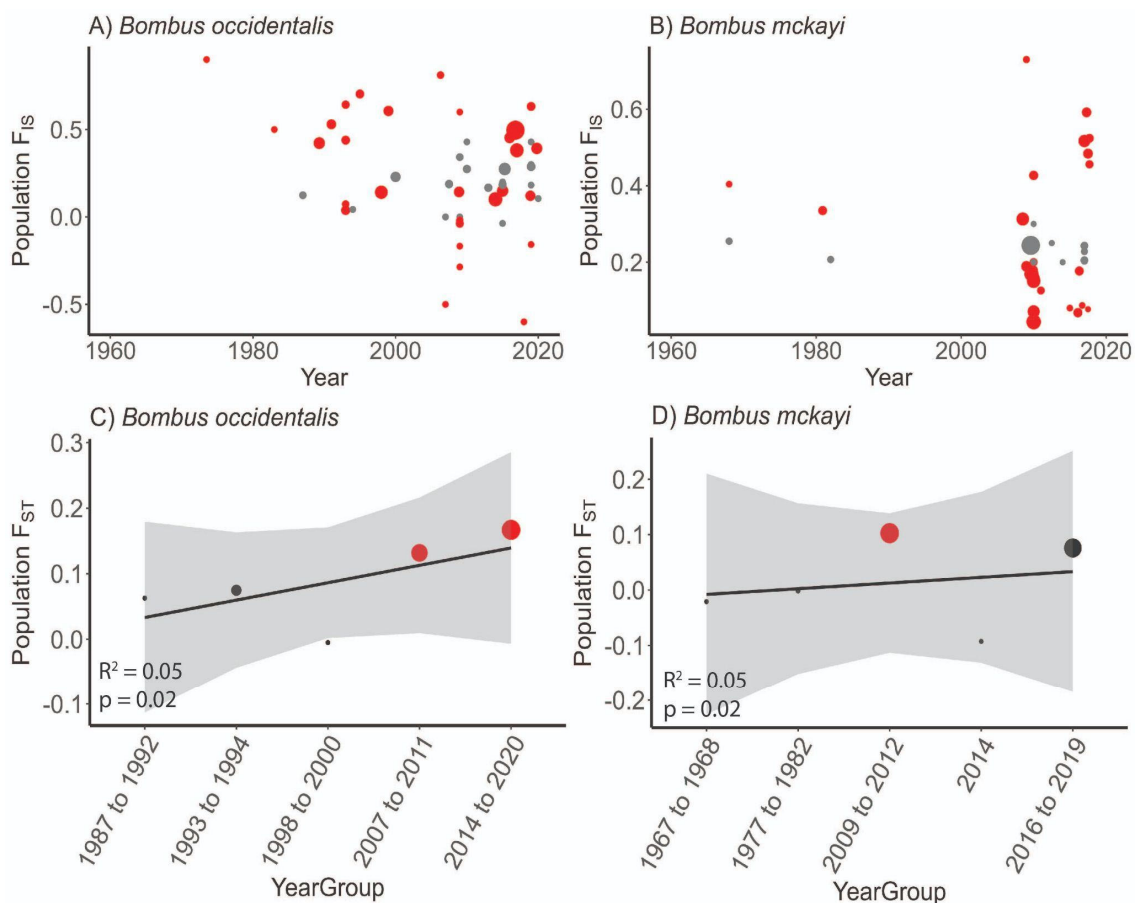 A) Bombus occidentalis
B) Bombus mckayi
Population FIS
0.5
0.0
-0.5
1960
1980
2000
2020
Year
Population FIS
0.6
0.4
0.2
1960
1980
2000
2020
Year
C) Bombus occidentalis
D) Bombus mckayi
Population FST
0.3
0.2
0.1
0.0
-0.1
R² = 0.05
p = 0.02
1987 to 1992
1993 to 1994
1998 to 2000
2007 to 2011
2014 to 2020
YearGroup
Population FST
0.2
0.1
0.0
-0.1
-0.2
R² = 0.05
p = 0.02
1967 to 1968
1977 to 1982
2009 to 2012
2014
2016 to 2019
YearGroup